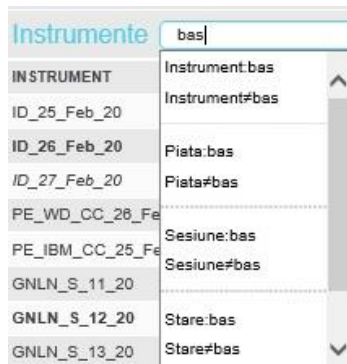 Instrumente bas
INSTRUMENT
ID_25_Feb_20
ID_26_Feb_20
ID_27_Feb_20
PE_WD_CC_26_Fe
PE_IBM_CC_25_Fe
GNLN_S_11_20
GNLN_S_12_20
GNLN_S_13_20
Instrument:bas
Instrument≠bas
Piata:bas
Piata≠bas
Sesiune:bas
Sesiune≠bas
Stare:bas
Stare≠bas